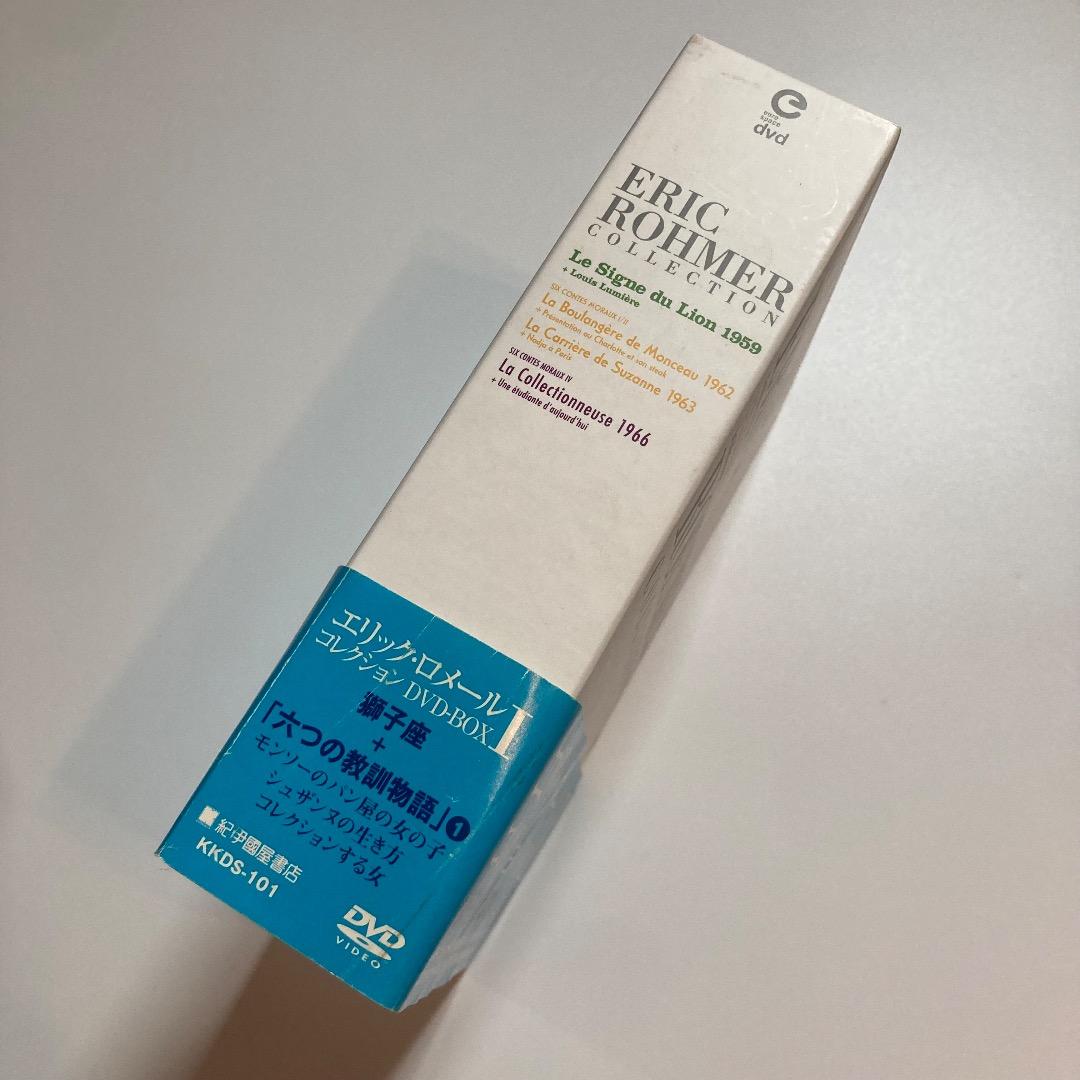 euro
space
dvd
ERIC
ROHMER
COLLECTION
Le Signe du Lion 1959
+ Louis Lumière
SIX CONTES MORAUX I/II
La Boulangère de Monceau 1962
+ Présentation ou Charlotte et son steak
La Carrière de Suzanne 1963
+ Nadja à Paris
SIX CONTES MORAUX IV
La Collectionneuse 1966
+ Une étudiante d'aujourd'hui
エリック・ロメール
コレクション DVD-BOX I
獅子座
+
「六つの教訓物語」❶
モンソーのパン屋の女の子
シュザンヌの生き方
コレクションする女
紀伊國屋書店
KKDS-101
DVD
VIDEO